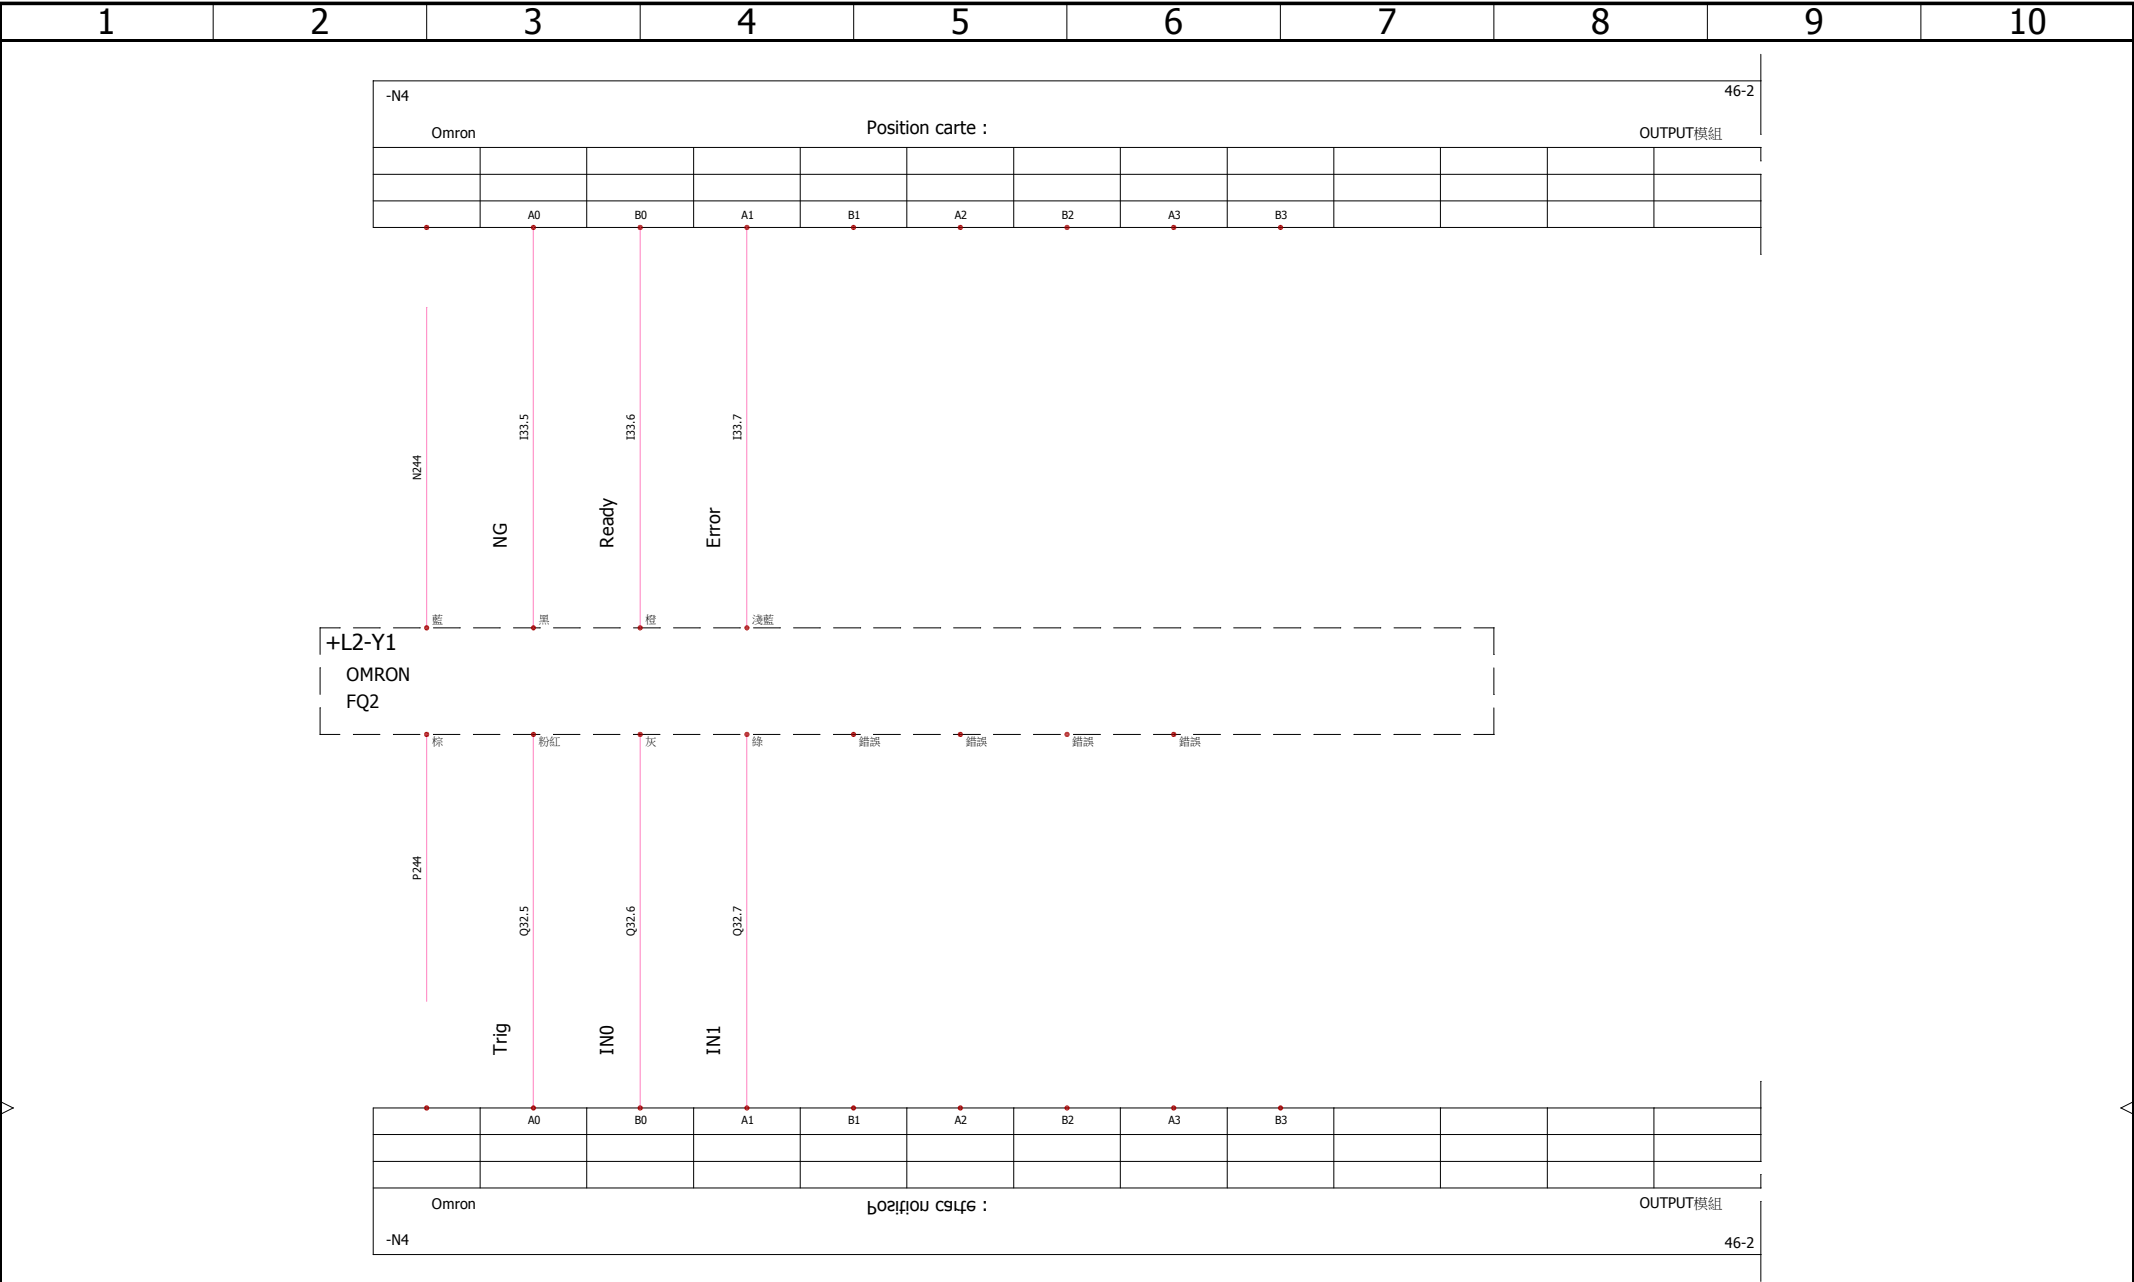 1 2 3 4 5 6 7 8 9 10
-N4 46-2
Omron Position carte : OUTPUT模組
A0 B0 A1 B1 A2 B2 A3 B3
N244 I33.5 I33.6 I33.7
NG Ready Error
藍 黑 橙 淺藍
+L2-Y1
OMRON
FQ2
棕 粉紅 灰 綠 錯誤 錯誤 錯誤 錯誤
P244 Q32.5 Q32.6 Q32.7
Trig IN0 IN1
A0 B0 A1 B1 A2 B2 A3 B3
Omron Position carte : OUTPUT模組
-N4 46-2